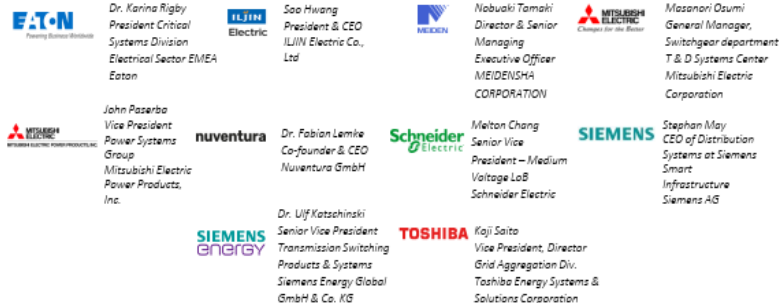 EATON
Powering Business Worldwide
Dr. Karina Rigby
President Critical
Systems Division
Electrical Sector EMEA
Eaton
ILJIN
Electric
Sao Hwang
President & CEO
ILJIN Electric Co.,
Ltd
MEIDEN
Nobuaki Tamaki
Director & Senior
Managing
Executive Officer
MEIDENSHA
CORPORATION
MITSUBISHI
ELECTRIC
Changes for the Better
Masanori Osumi
General Manager,
Switchgear department
T & D Systems Center
Mitsubishi Electric
Corporation
MITSUBISHI
ELECTRIC
MITSUBISHI ELECTRIC POWER PRODUCTS, INC.
John Paserba
Vice President
Power Systems
Group
Mitsubishi Electric
Power Products,
Inc.
nuventura
Dr. Fabian Lemke
Co-founder & CEO
Nuventura GmbH
Schneider
Electric
Melton Chang
Senior Vice
President – Medium
Voltage LoB
Schneider Electric
SIEMENS
Stephan May
CEO of Distribution
Systems at Siemens
Smart
Infrastructure
Siemens AG
SIEMENS
energy
Dr. Ulf Katschinski
Senior Vice President
Transmission Switching
Products & Systems
Siemens Energy Global
GmbH & Co. KG
TOSHIBA
Koji Saito
Vice President, Director
Grid Aggregation Div.
Toshiba Energy Systems &
Solutions Corporation